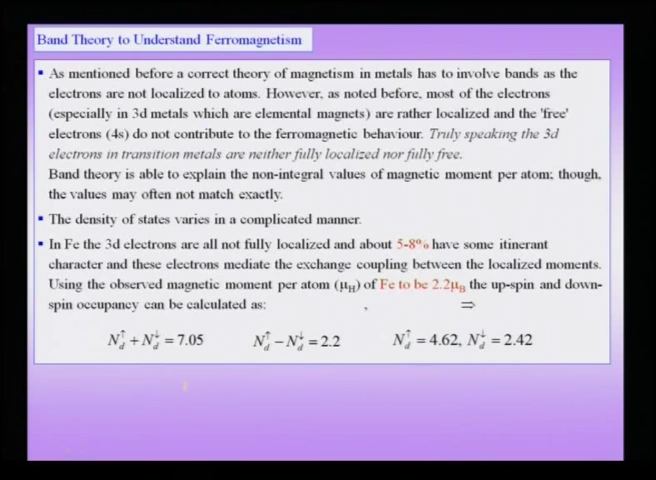 Band Theory to Understand Ferromagnetism
▪ As mentioned before a correct theory of magnetism in metals has to involve bands as the
electrons are not localized to atoms. However, as noted before, most of the electrons
(especially in 3d metals which are elemental magnets) are rather localized and the 'free'
electrons (4s) do not contribute to the ferromagnetic behaviour. Truly speaking the 3d
electrons in transition metals are neither fully localized nor fully free.
Band theory is able to explain the non-integral values of magnetic moment per atom; though,
the values may often not match exactly.
▪ The density of states varies in a complicated manner.
▪ In Fe the 3d electrons are all not fully localized and about 5-8% have some itinerant
character and these electrons mediate the exchange coupling between the localized moments.
Using the observed magnetic moment per atom (μH) of Fe to be 2.2μB the up-spin and down-
spin occupancy can be calculated as: ⇒
N↑d + N↓d = 7.05 N↑d − N↓d = 2.2 N↑d = 4.62, N↓d = 2.42